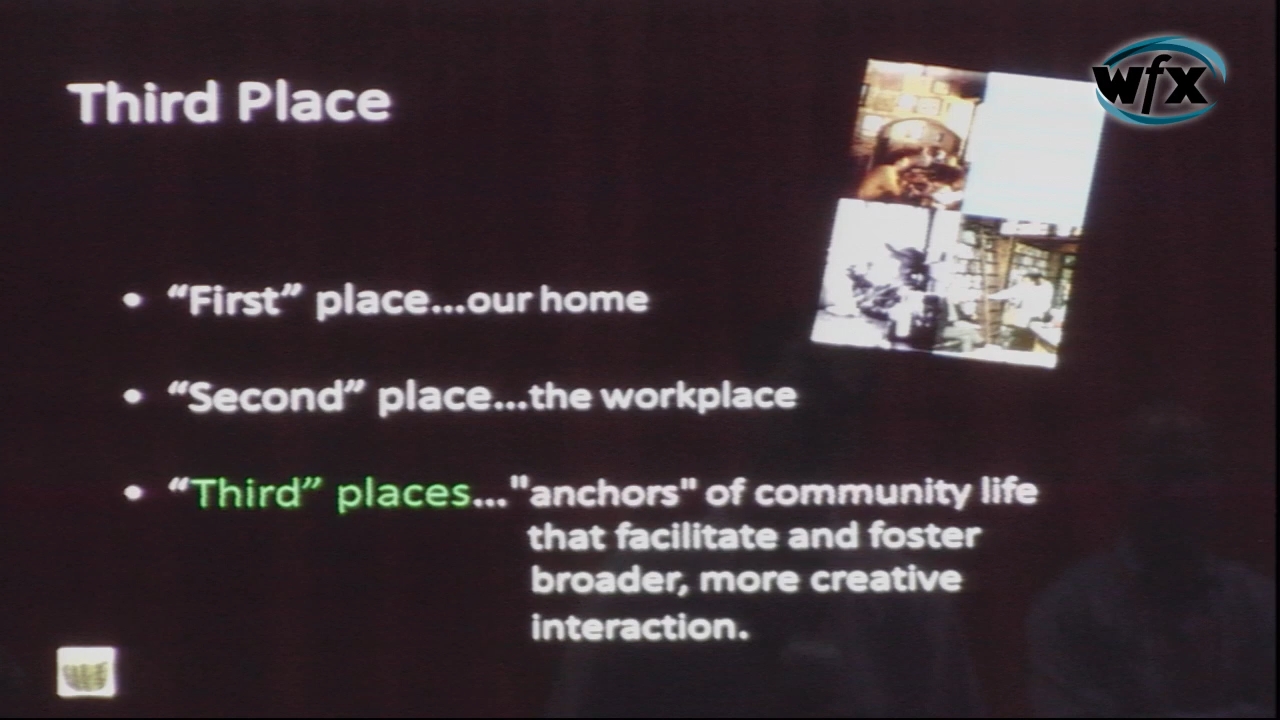 wfx
Third Place
• “First” place...our home
• “Second” place...the workplace
• “Third” places..."anchors" of community life
that facilitate and foster
broader, more creative
interaction.